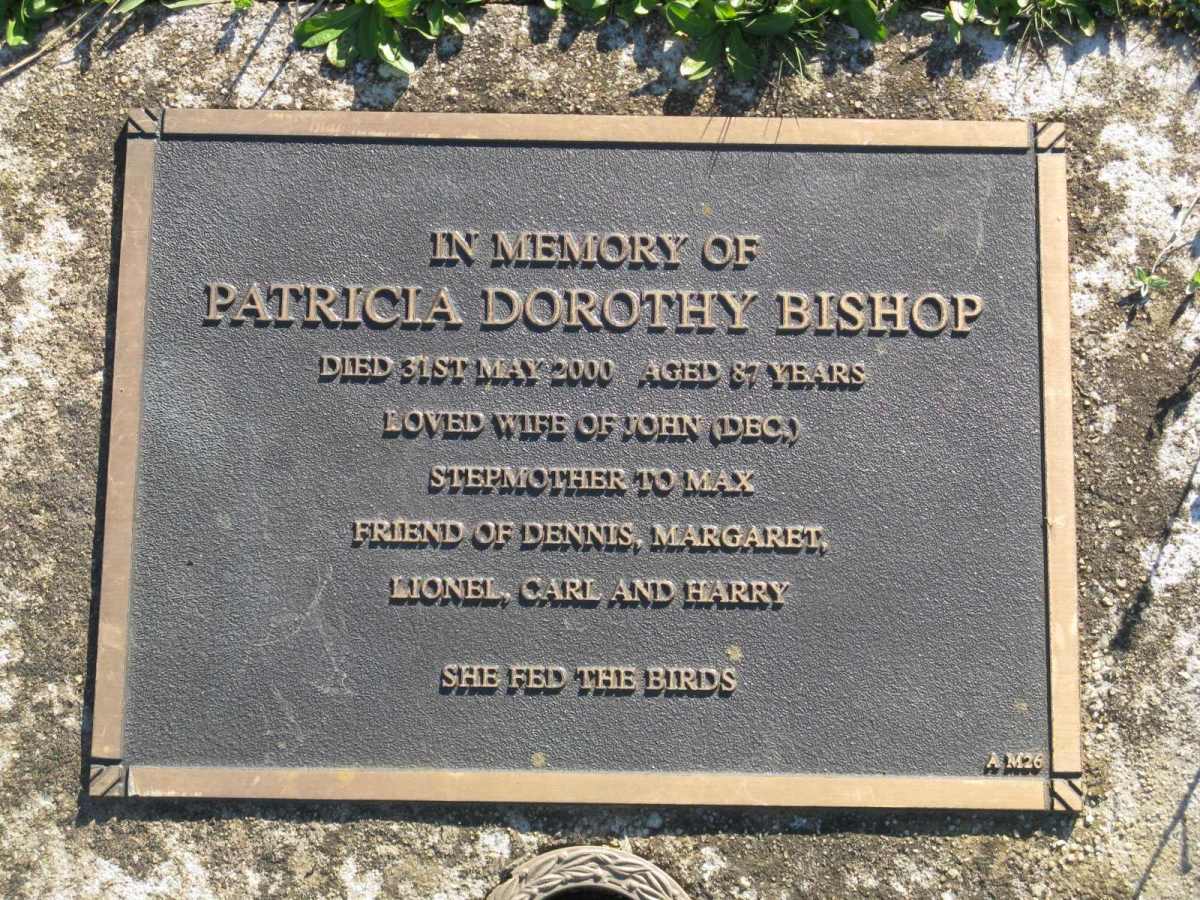 IN MEMORY OF
PATRICIA DOROTHY BISHOP
DIED 31ST MAY 2000 AGED 87 YEARS
LOVED WIFE OF JOHN (DEC.)
STEPMOTHER TO MAX
FRIEND OF DENNIS, MARGARET,
LIONEL, CARL AND HARRY
SHE FED THE BIRDS
A M26